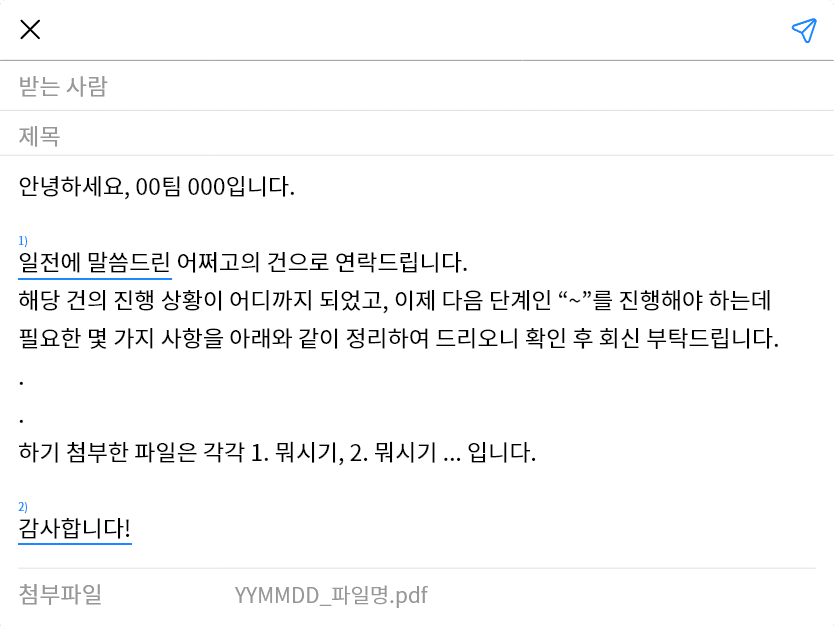 받는 사람
제목
안녕하세요, 00팀 000입니다.
1)
일전에 말씀드린 어쩌고의 건으로 연락드립니다.
해당 건의 진행 상황이 어디까지 되었고, 이제 다음 단계인 “~”를 진행해야 하는데
필요한 몇 가지 사항을 아래와 같이 정리하여 드리오니 확인 후 회신 부탁드립니다.
.
.
하기 첨부한 파일은 각각 1. 뭐시기, 2. 뭐시기 ... 입니다.
2)
감사합니다!
첨부파일 YYMMDD_파일명.pdf